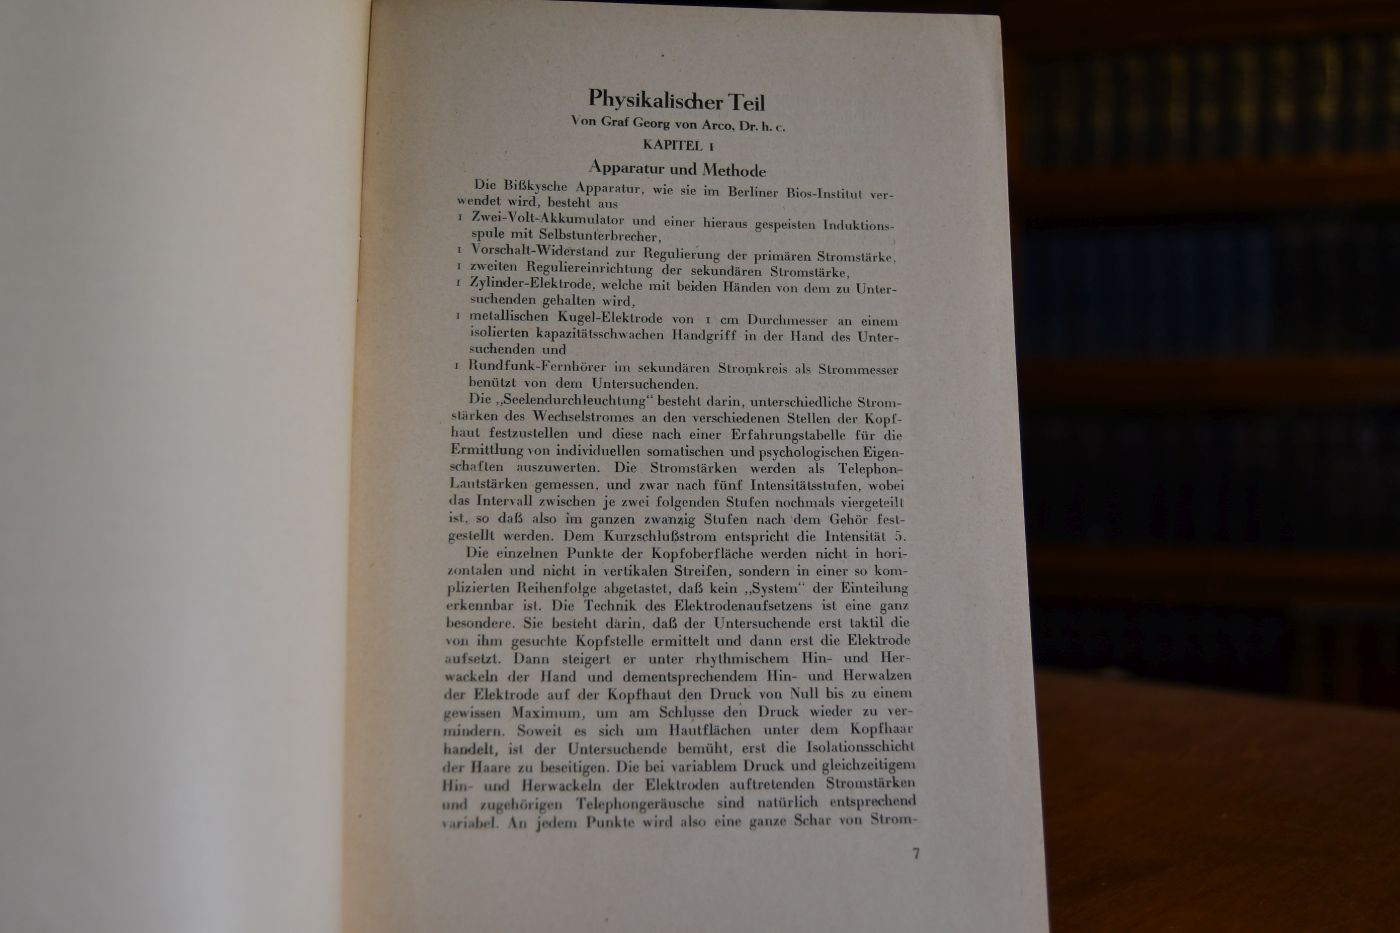 Physikalischer Teil
Von Graf Georg von Arco, Dr. h. c.
KAPITEL 1
Apparatur und Methode
Die Bißkysche Apparatur, wie sie im Berliner Bios-Institut ver-
wendet wird, besteht aus
1 Zwei-Volt-Akkumulator und einer hieraus gespeisten Induktions-
spule mit Selbstunterbrecher,
1 Vorschalt-Widerstand zur Regulierung der primären Stromstärke,
1 zweiten Reguliereinrichtung der sekundären Stromstärke,
1 Zylinder-Elektrode, welche mit beiden Händen von dem zu Unter-
suchenden gehalten wird,
1 metallischen Kugel-Elektrode von 1 cm Durchmesser an einem
isolierten kapazitätsschwachen Handgriff in der Hand des Unter-
suchenden und
1 Rundfunk-Fernhörer im sekundären Stromkreis als Strommesser
benützt von dem Untersuchenden.
Die „Seelendurchleuchtung“ besteht darin, unterschiedliche Strom-
stärken des Wechselstromes an den verschiedenen Stellen der Kopf-
haut festzustellen und diese nach einer Erfahrungstabelle für die
Ermittlung von individuellen somatischen und psychologischen Eigen-
schaften auszuwerten. Die Stromstärken werden als Telephon-
Lautstärken gemessen, und zwar nach fünf Intensitätsstufen, wobei
das Intervall zwischen je zwei folgenden Stufen nochmals viergeteilt
ist, so daß also im ganzen zwanzig Stufen nach dem Gehör fest-
gestellt werden. Dem Kurzschlußstrom entspricht die Intensität 5.
Die einzelnen Punkte der Kopfoberfläche werden nicht in hori-
zontalen und nicht in vertikalen Streifen, sondern in einer so kom-
plizierten Reihenfolge abgetastet, daß kein „System“ der Einteilung
erkennbar ist. Die Technik des Elektrodenaufsetzens ist eine ganz
besondere. Sie besteht darin, daß der Untersuchende erst taktil die
von ihm gesuchte Kopfstelle ermittelt und dann erst die Elektrode
aufsetzt. Dann steigert er unter rhythmischem Hin- und Her-
wackeln der Hand und dementsprechendem Hin- und Herwalzen
der Elektrode auf der Kopfhaut den Druck von Null bis zu einem
gewissen Maximum, um am Schlusse den Druck wieder zu ver-
mindern. Soweit es sich um Hautflächen unter dem Kopfhaar
handelt, ist der Untersuchende bemüht, erst die Isolationsschicht
der Haare zu beseitigen. Die bei variablem Druck und gleichzeitigem
Hin- und Herwackeln der Elektroden auftretenden Stromstärken
und zugehörigen Telephongeräusche sind natürlich entsprechend
variabel. An jedem Punkte wird also eine ganze Schar von Strom-
7